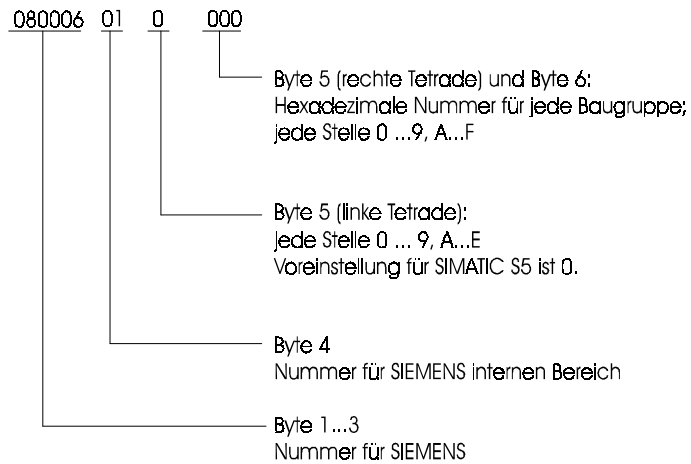 080006 01 0 000
Byte 5 (rechte Tetrade) und Byte 6:
Hexadezimale Nummer für jede Baugruppe;
jede Stelle 0 ...9, A...F
Byte 5 (linke Tetrade):
jede Stelle 0 ... 9, A...E
Voreinstellung für SIMATIC S5 ist 0.
Byte 4
Nummer für SIEMENS internen Bereich
Byte 1...3
Nummer für SIEMENS